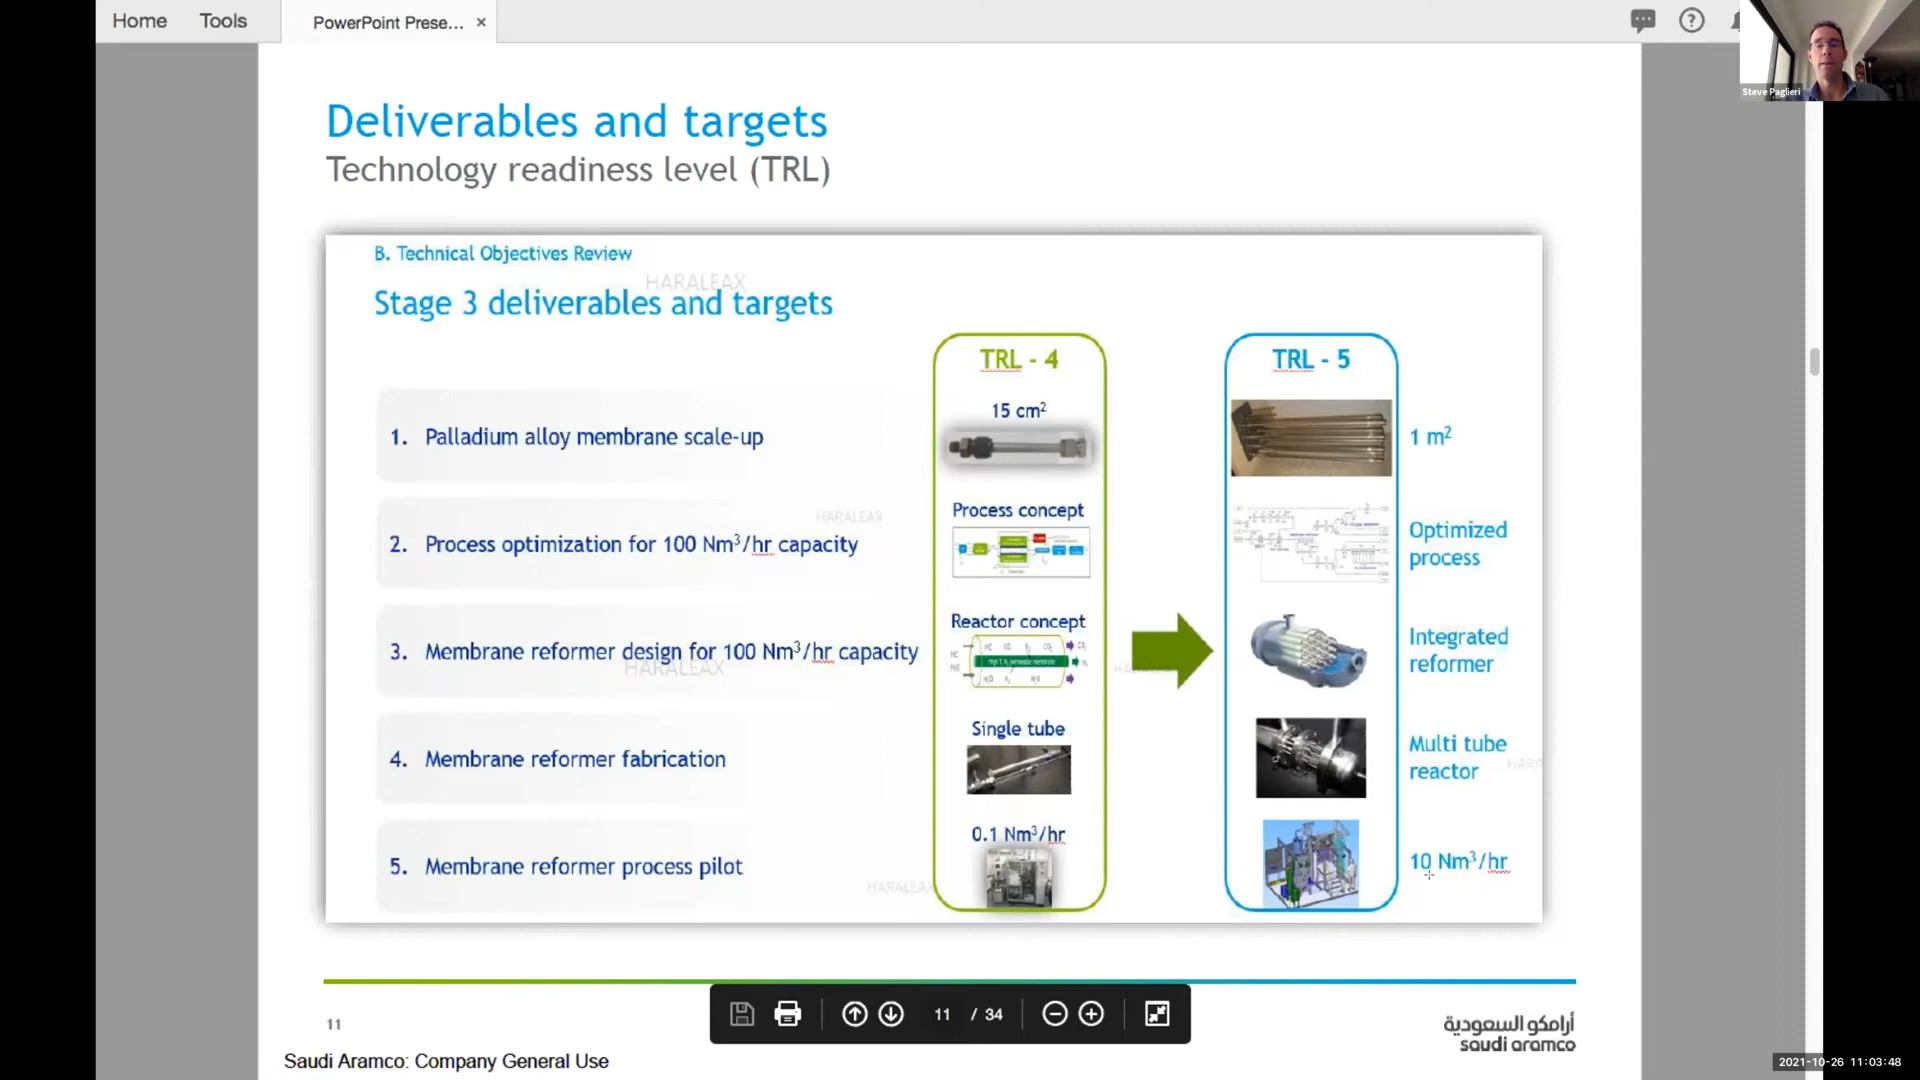 Home Tools PowerPoint Prese... ×
Steve Paglieri
Deliverables and targets
Technology readiness level (TRL)
B. Technical Objectives Review
HARALEAX
Stage 3 deliverables and targets
TRL - 4
TRL - 5
15 cm²
1. Palladium alloy membrane scale-up
1 m²
Process concept
HARALEAX
2. Process optimization for 100 Nm³/hr capacity
Optimized
process
Reactor concept
3. Membrane reformer design for 100 Nm³/hr capacity
HARALEAX
Integrated
reformer
Single tube
4. Membrane reformer fabrication
Multi tube
reactor
HARA
0.1 Nm³/hr
5. Membrane reformer process pilot
10 Nm³/hr
HARALEAX
11
11 / 34
أرامكو السعودية
saudi aramco
Saudi Aramco: Company General Use
2021-10-26 11:03:48